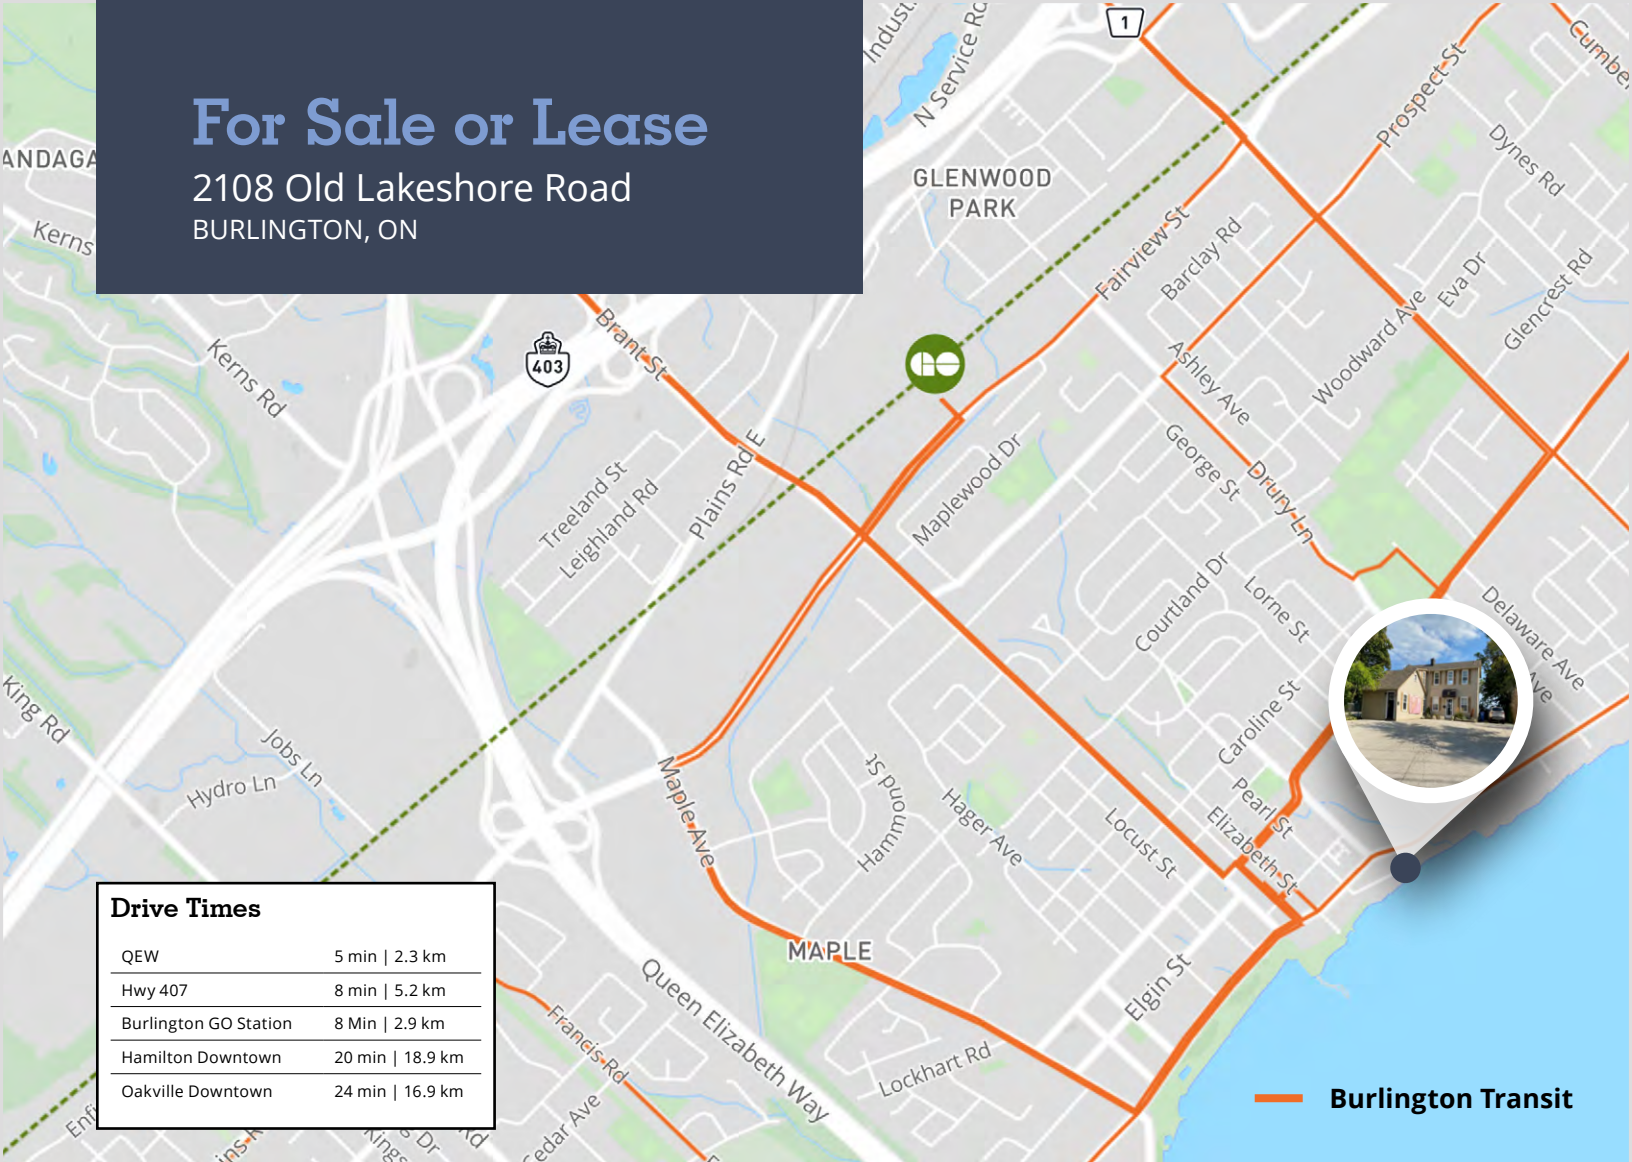 For Sale or Lease
2108 Old Lakeshore Road
BURLINGTON, ON
1
N Service Rd
Prospect St
Dynes Rd
GLENWOOD
PARK
Kerns
Fairview St
Barclay Rd
Eva Dr
Glencrest Rd
Woodward Ave
Brant St
403
GO
Kerns Rd
Ashley Ave
Plains Rd E
Treeland St
Leighland Rd
Maplewood Dr
George St
Drury Ln
Courtland Dr
Lorne St
Delaware Ave
Ave
King Rd
Jobs Ln
Hydro Ln
Maple Ave
Hammond St
Hager Ave
Caroline St
Pearl St
Elizabeth St
Locust St
MAPLE
Elgin St
Queen Elizabeth Way
Francis Rd
Lockhart Rd
Cedar Ave
Dr
Rd
Drive Times
QEW 5 min | 2.3 km
Hwy 407 8 min | 5.2 km
Burlington GO Station 8 Min | 2.9 km
Hamilton Downtown 20 min | 18.9 km
Oakville Downtown 24 min | 16.9 km
Burlington Transit